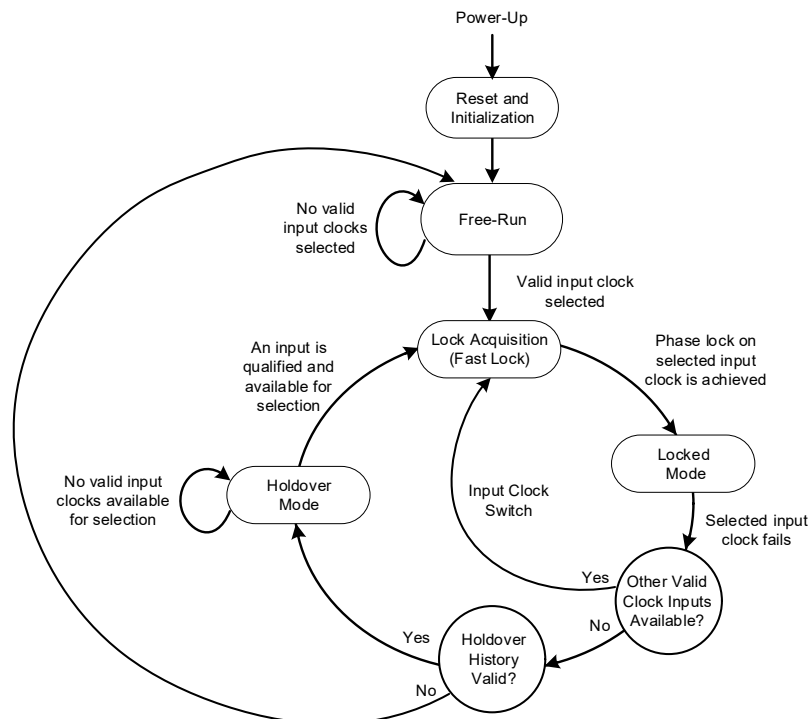 Power-Up
Reset and
Initialization
No valid
input clocks
selected
Free-Run
Valid input clock
selected
An input is
qualified and
available for
selection
Lock Acquisition
(Fast Lock)
Phase lock on
selected input
clock is achieved
No valid input
clocks available
for selection
Holdover
Mode
Input Clock
Switch
Locked
Mode
Selected input
clock fails
Yes
Other Valid
Clock Inputs
Available?
No
Yes
Holdover
History
Valid?
No